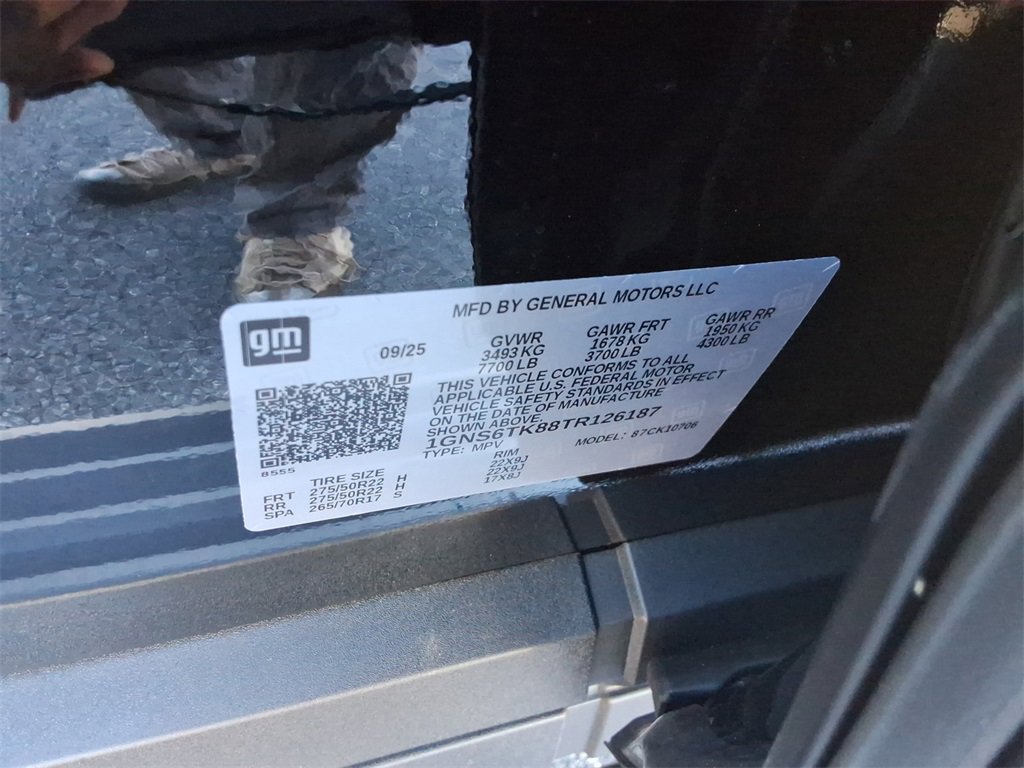 MFD BY GENERAL MOTORS LLC
gm
09/25
GVWR GAWR FRT GAWR RR
3493 KG 1678 KG 1950 KG
7700 LB 3700 LB 4300 LB
THIS VEHICLE CONFORMS TO ALL
APPLICABLE U.S. FEDERAL MOTOR
VEHICLE SAFETY STANDARDS IN EFFECT
ON THE DATE OF MANUFACTURE
SHOWN ABOVE.
1GNS6TK88TR126187
TYPE: MPV MODEL: 87CK10706
8555
TIRE SIZE RIM
FRT 275/50R22 H 22X9J
RR 275/50R22 H 22X9J
SPA 265/70R17 S 17X8J